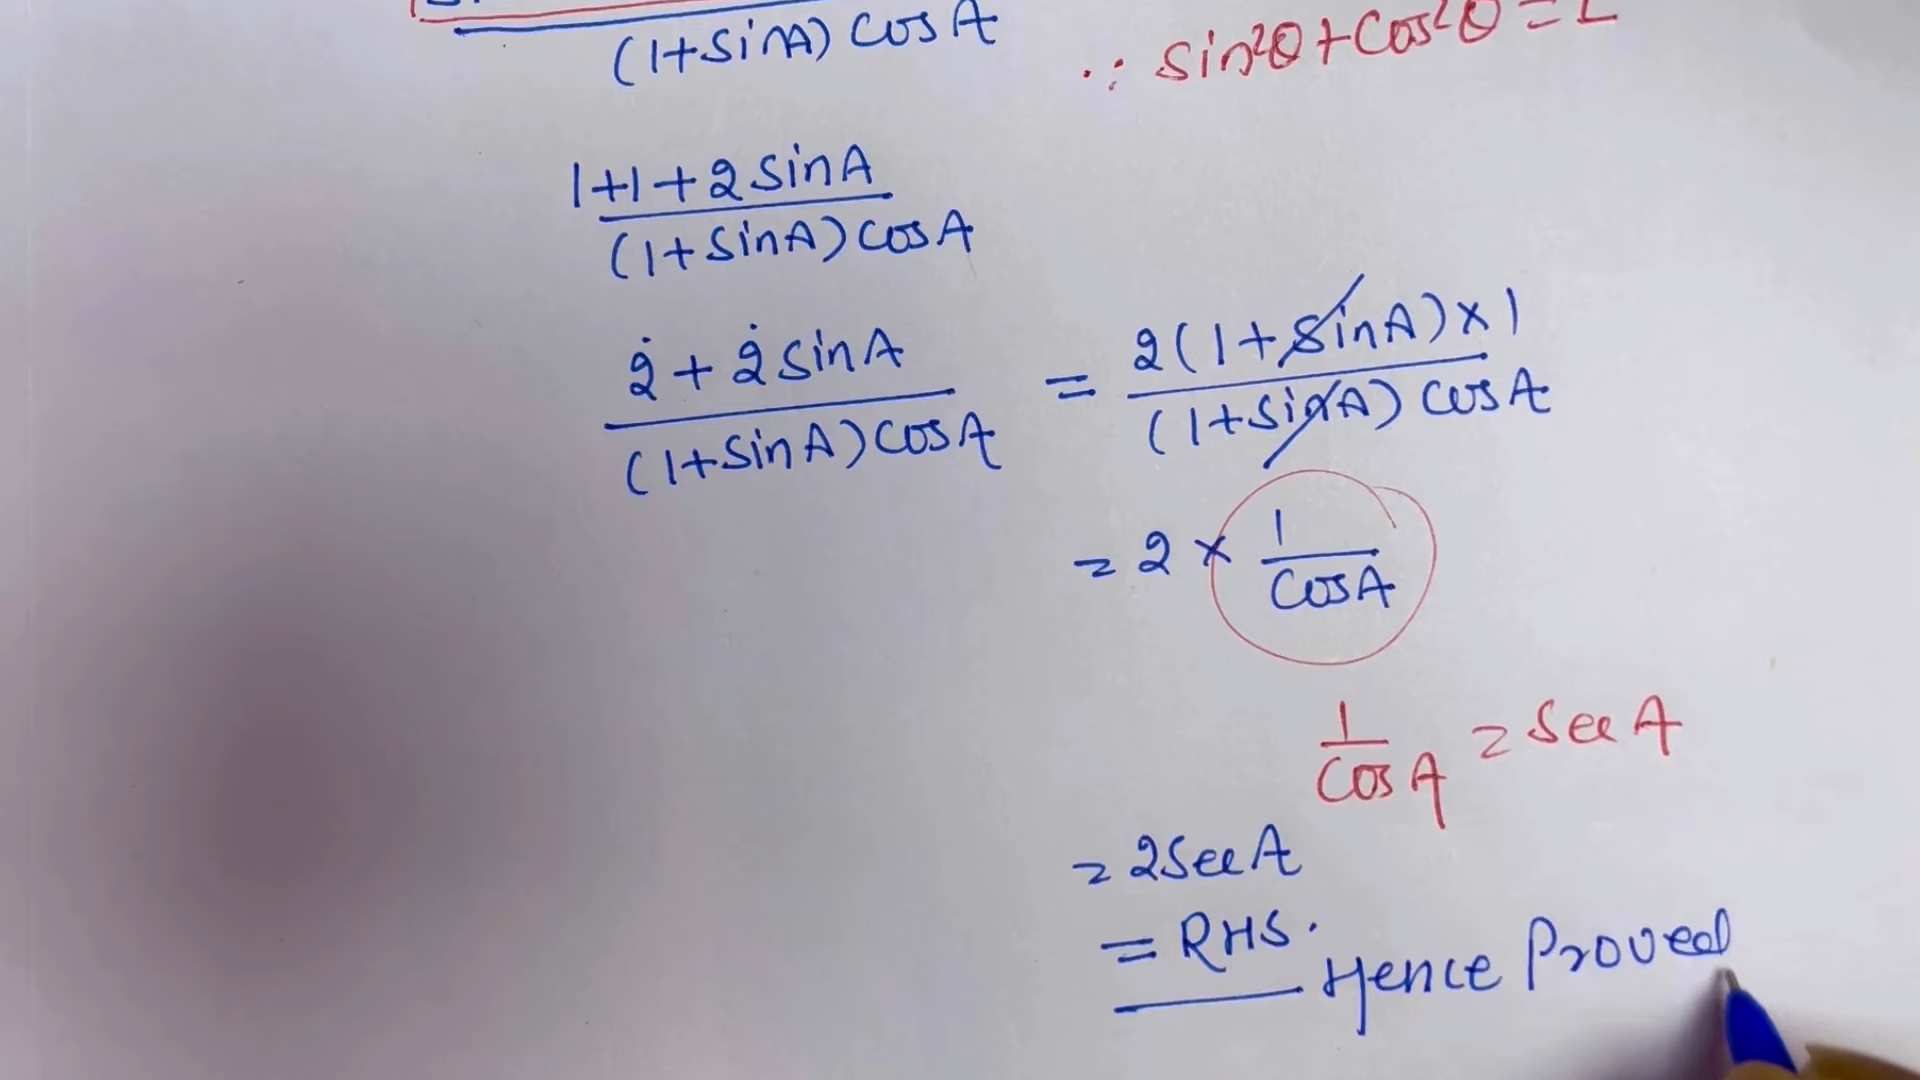 (1+sinA) cosA
∵ sin²θ+cos²θ=1
1+1+2sinA
(1+sinA)cosA
2+2sinA = 2(1+sinA)×1
(1+sinA)cosA (1+sinA) cosA
= 2 × 1
cosA
1 = SecA
cosA
= 2SecA
= RHS.
Hence Proved